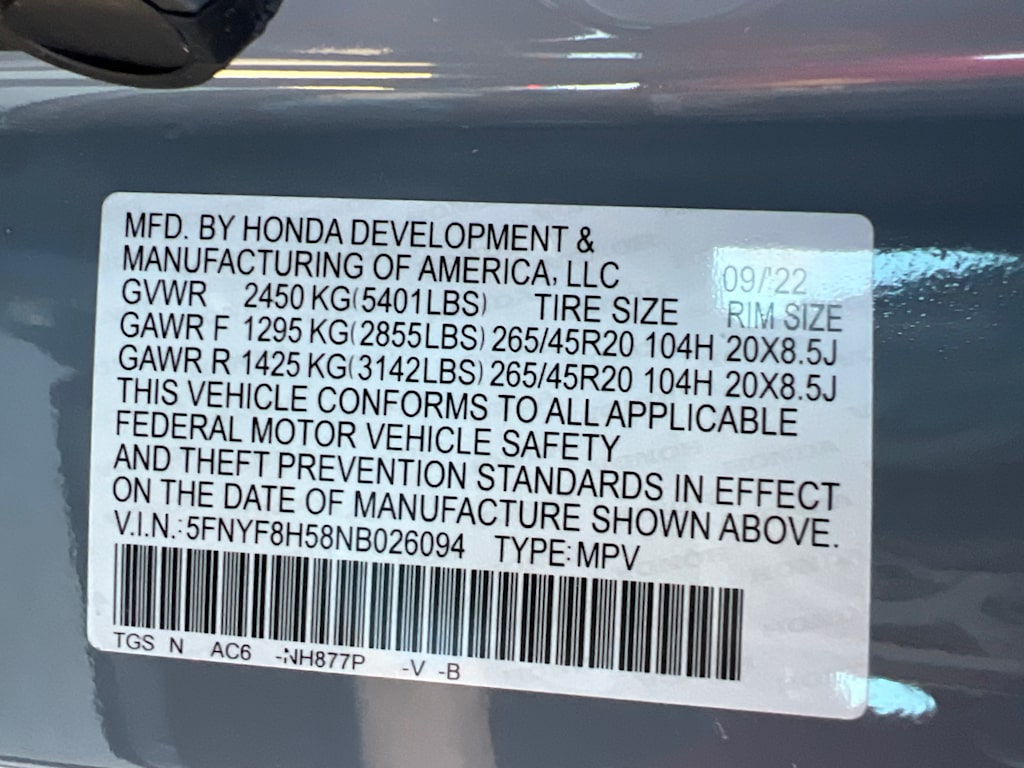 MFD. BY HONDA DEVELOPMENT &
MANUFACTURING OF AMERICA, LLC 09/'22
GVWR 2450 KG(5401LBS) TIRE SIZE RIM SIZE
GAWR F 1295 KG(2855LBS) 265/45R20 104H 20X8.5J
GAWR R 1425 KG(3142LBS) 265/45R20 104H 20X8.5J
THIS VEHICLE CONFORMS TO ALL APPLICABLE
FEDERAL MOTOR VEHICLE SAFETY
AND THEFT PREVENTION STANDARDS IN EFFECT
ON THE DATE OF MANUFACTURE SHOWN ABOVE.
V.I.N.: 5FNYF8H58NB026094 TYPE: MPV
TGS N AC6 -NH877P -V -B